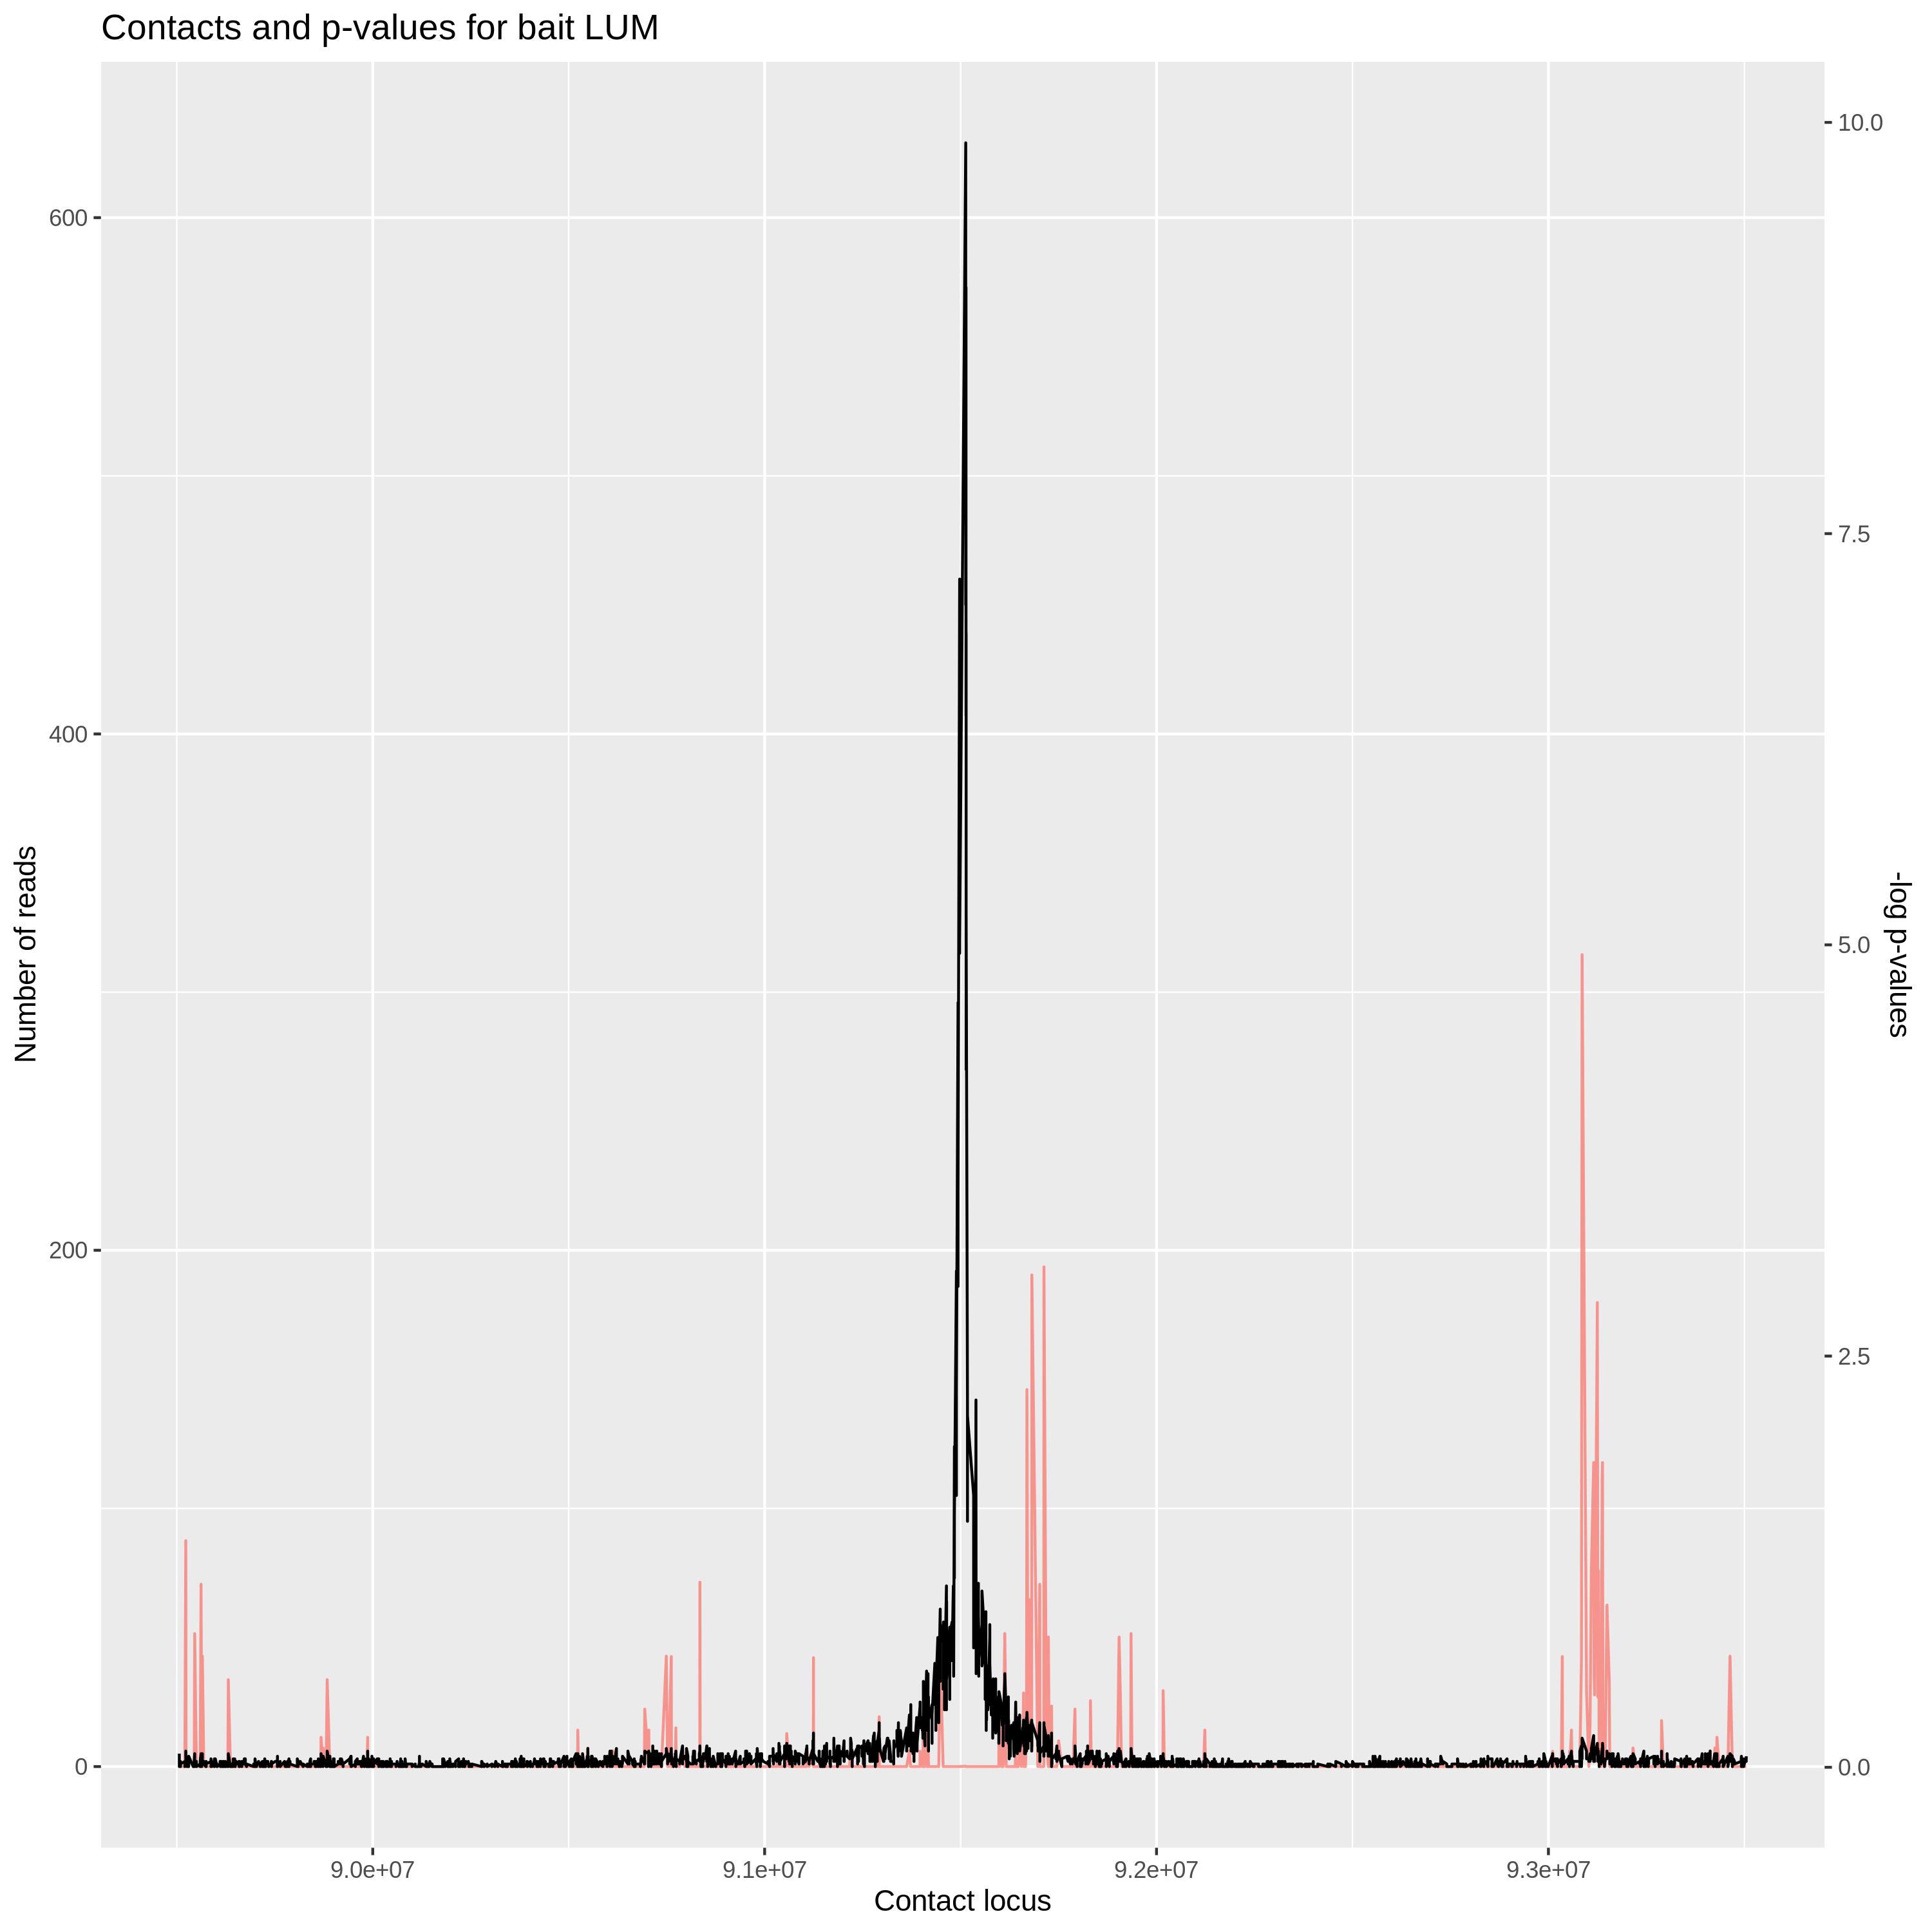 Contacts and p-values for bait LUM
600
400
200
0
Number of reads
10.0
7.5
5.0
2.5
0.0
-log p-values
9.0e+07
9.1e+07
9.2e+07
9.3e+07
Contact locus